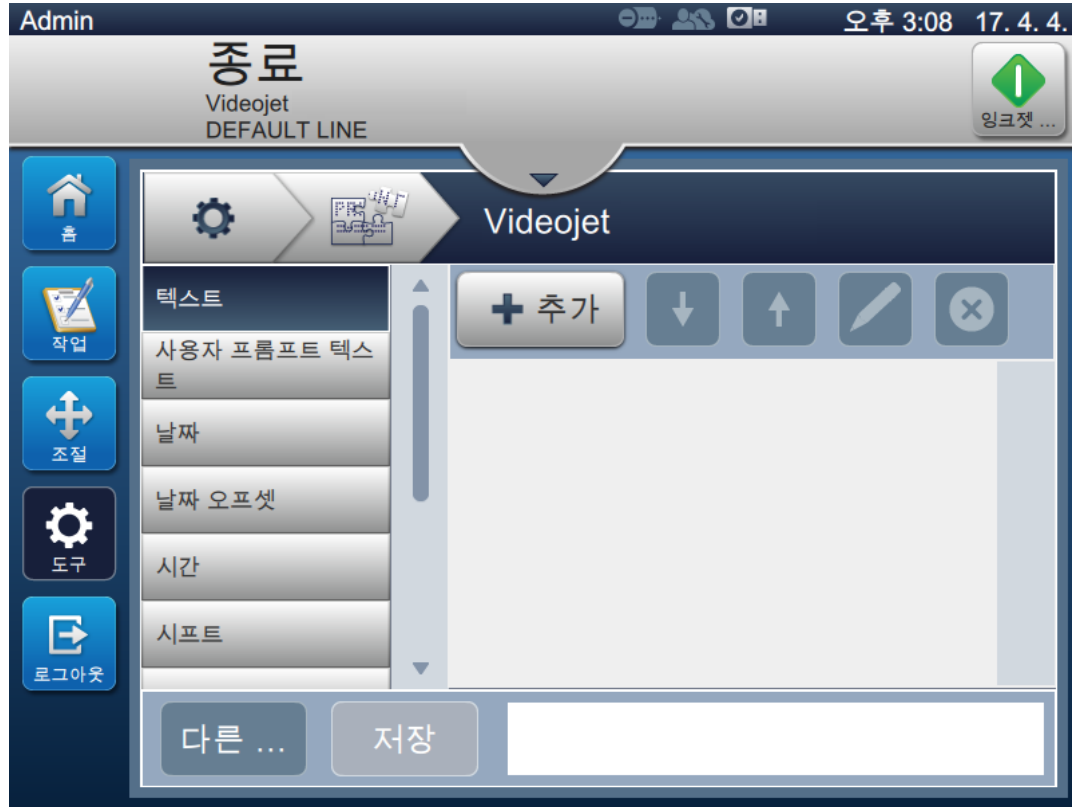 Admin
오후 3:08 17. 4. 4.
종료
Videojet
DEFAULT LINE
잉크젯 ...
홈
작업
조절
도구
로그아웃
Videojet
텍스트
사용자 프롬프트 텍스
트
날짜
날짜 오프셋
시간
시프트
추가
다른 ...
저장